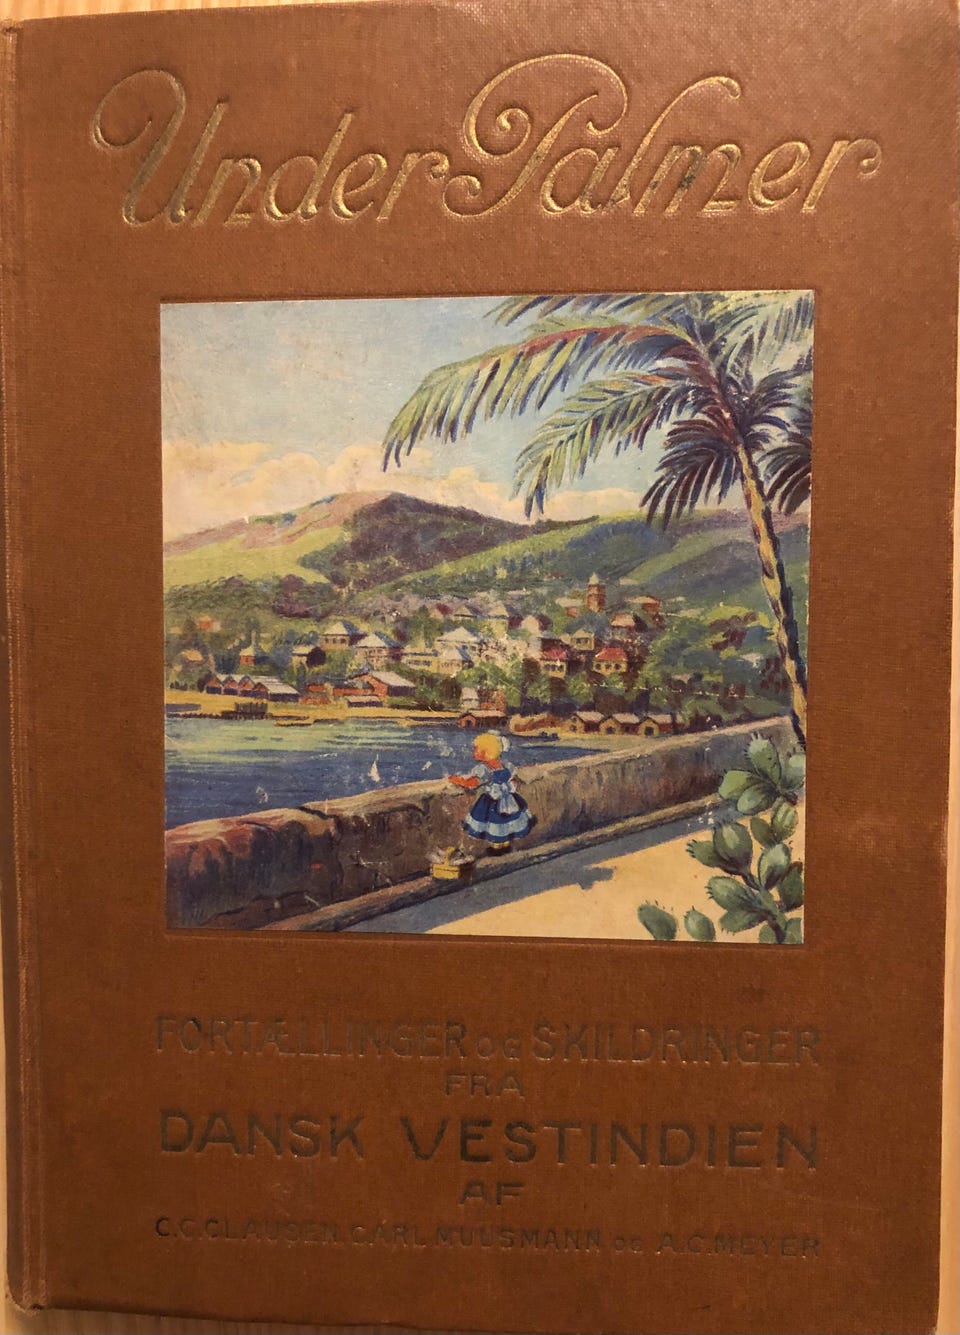 Under Palmer
FORTÆLLINGER OG SKILDRINGER
FRA
DANSK VESTINDIEN
AF
C.C.CLAUSEN, CARL MUUSMANN OG A.C.MEYER